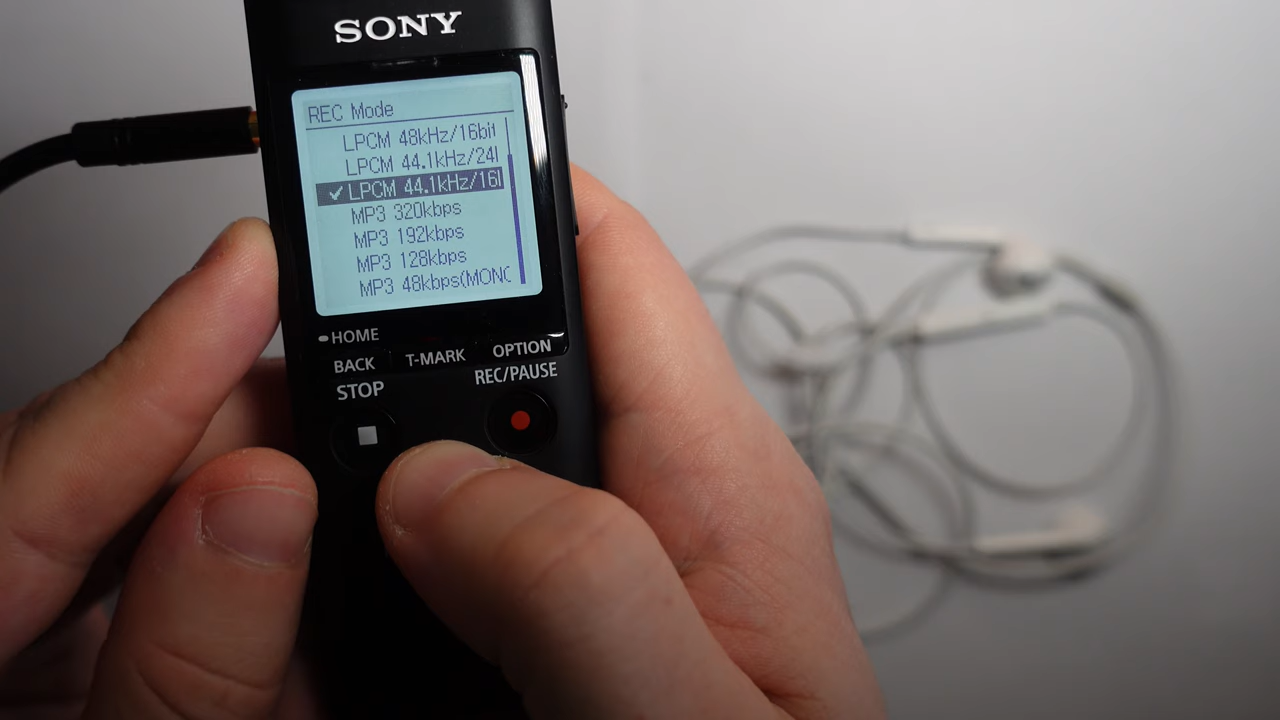 SONY
REC Mode
LPCM 48kHz/16bit
LPCM 44.1kHz/24
LPCM 44.1kHz/16
MP3 320kbps
MP3 192kbps
MP3 128kbps
MP3 48kbps(MONO
HOME
BACK T-MARK OPTION
STOP REC/PAUSE